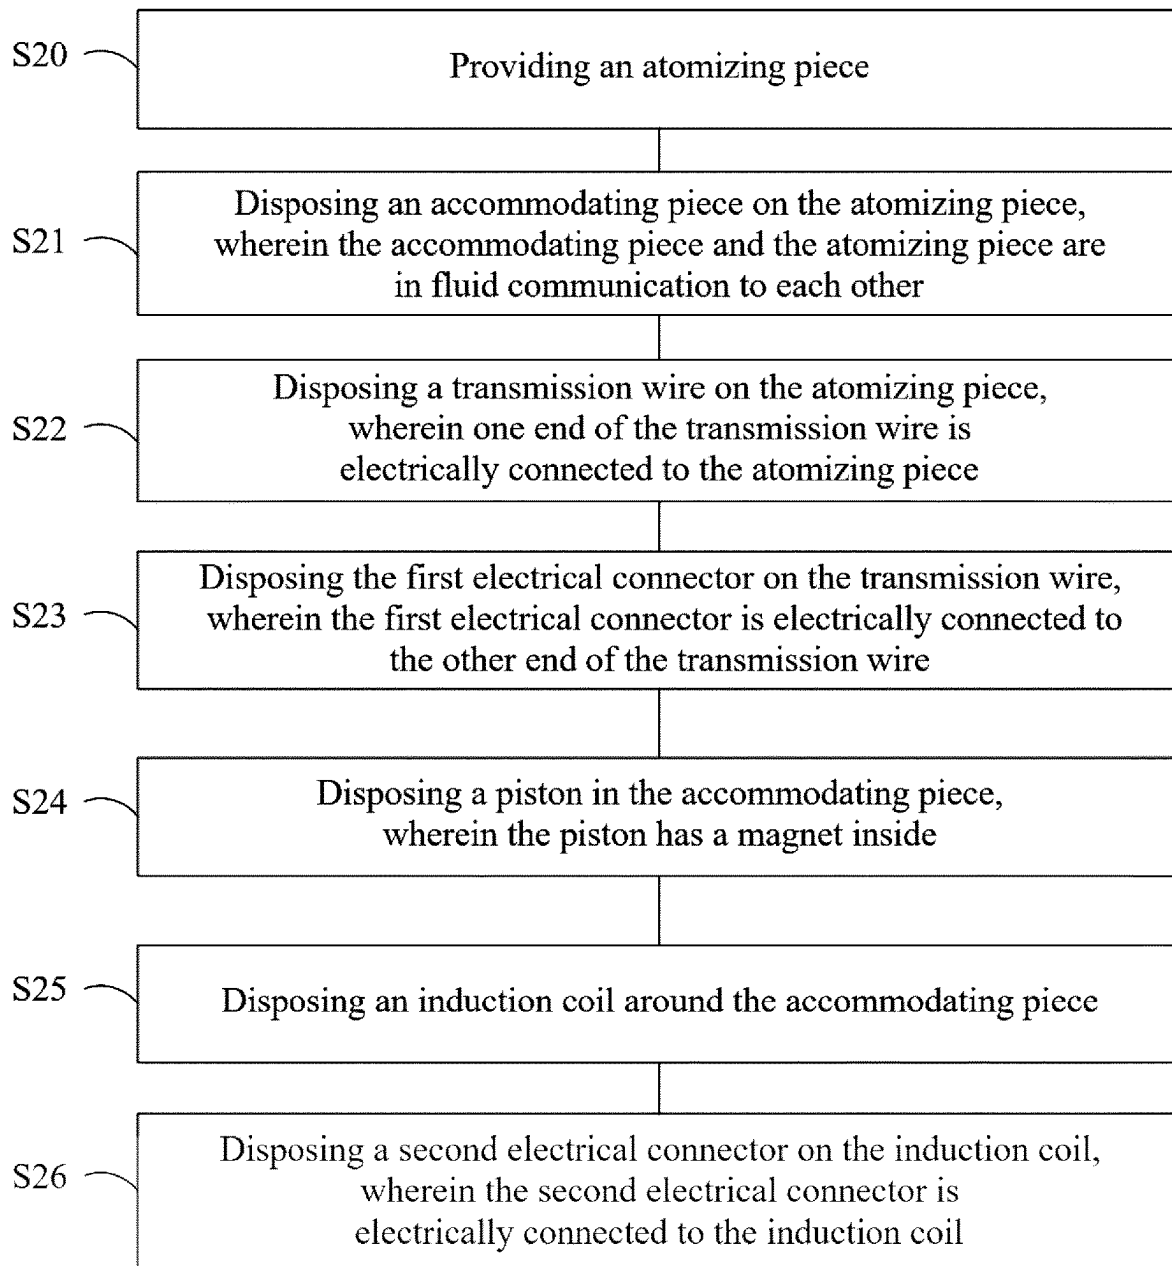 S20
Providing an atomizing piece
S21
Disposing an accommodating piece on the atomizing piece,
wherein the accommodating piece and the atomizing piece are
in fluid communication to each other
S22
Disposing a transmission wire on the atomizing piece,
wherein one end of the transmission wire is
electrically connected to the atomizing piece
S23
Disposing the first electrical connector on the transmission wire,
wherein the first electrical connector is electrically connected to
the other end of the transmission wire
S24
Disposing a piston in the accommodating piece,
wherein the piston has a magnet inside
S25
Disposing an induction coil around the accommodating piece
S26
Disposing a second electrical connector on the induction coil,
wherein the second electrical connector is
electrically connected to the induction coil